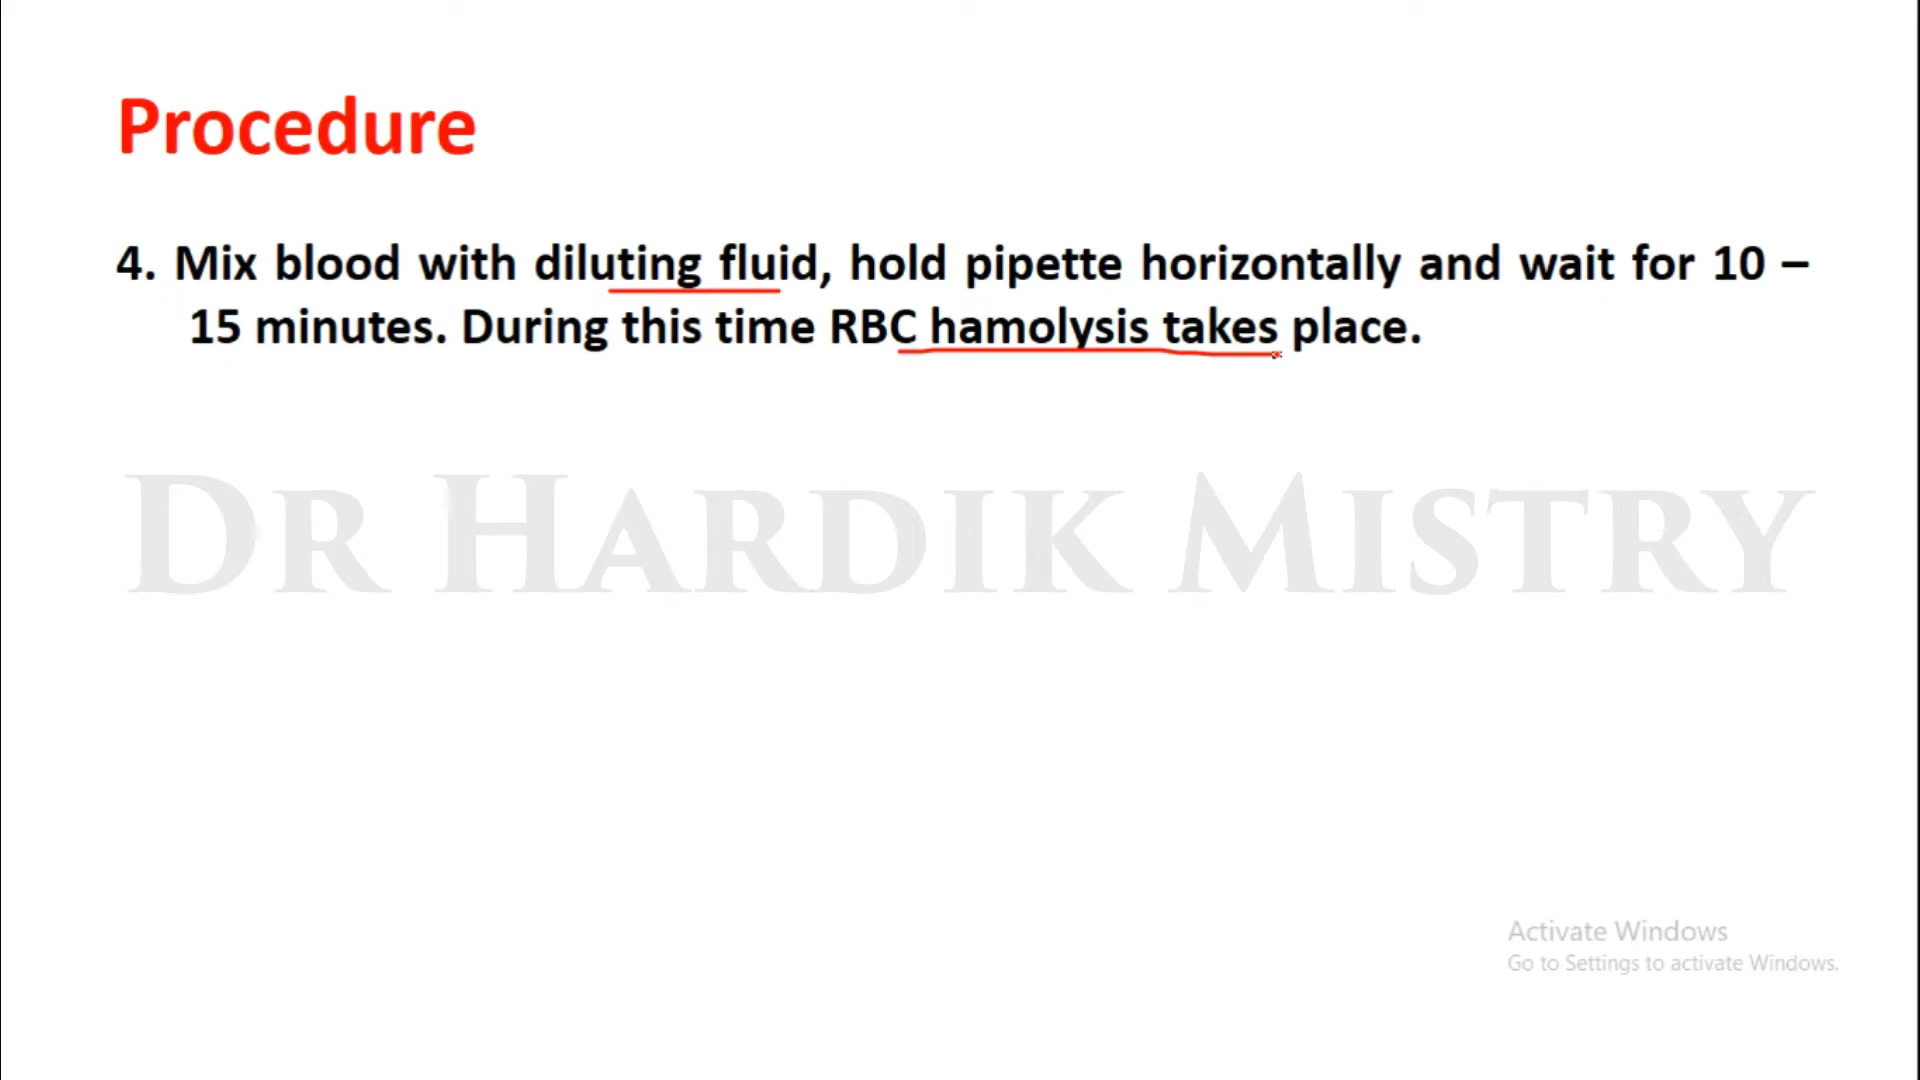 Procedure
4. Mix blood with diluting fluid, hold pipette horizontally and wait for 10 –
15 minutes. During this time RBC hamolysis takes place.
DR HARDIK MISTRY
Activate Windows
Go to Settings to activate Windows.